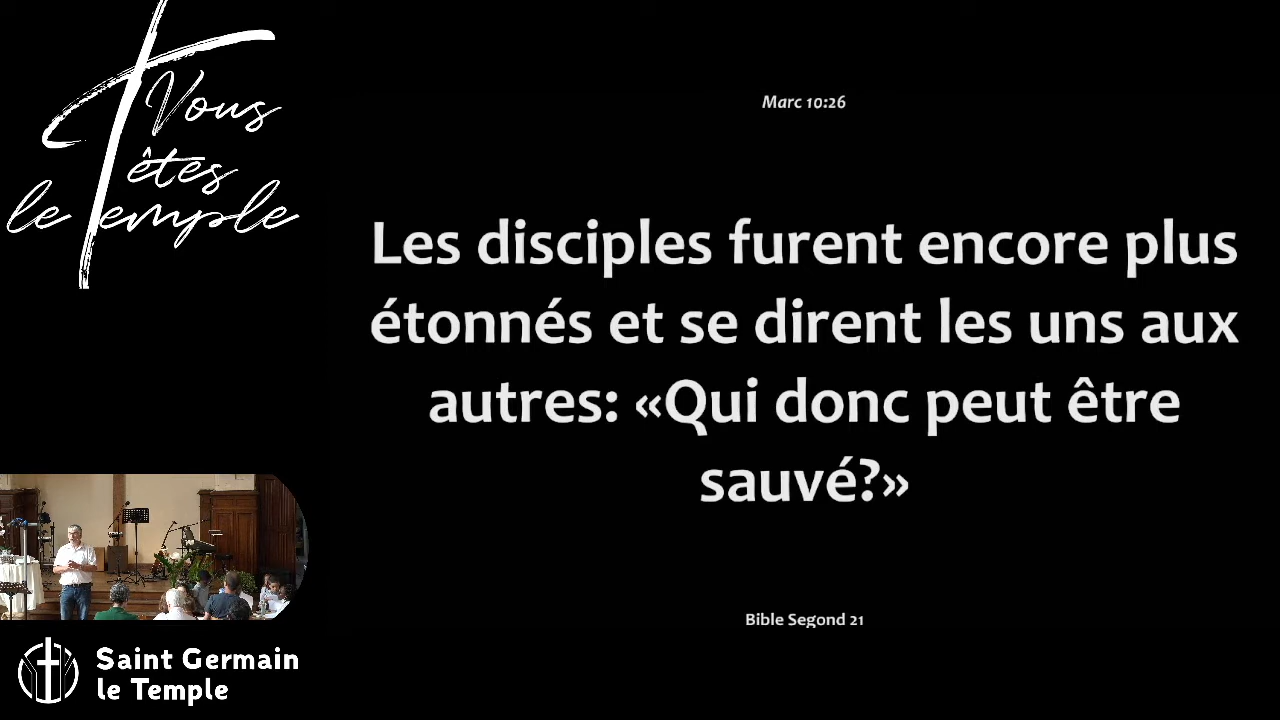 Vous
êtes
le Temple
Marc 10:26
Les disciples furent encore plus
étonnés et se dirent les uns aux
autres: «Qui donc peut être
sauvé?»
Bible Segond 21
Saint Germain
le Temple